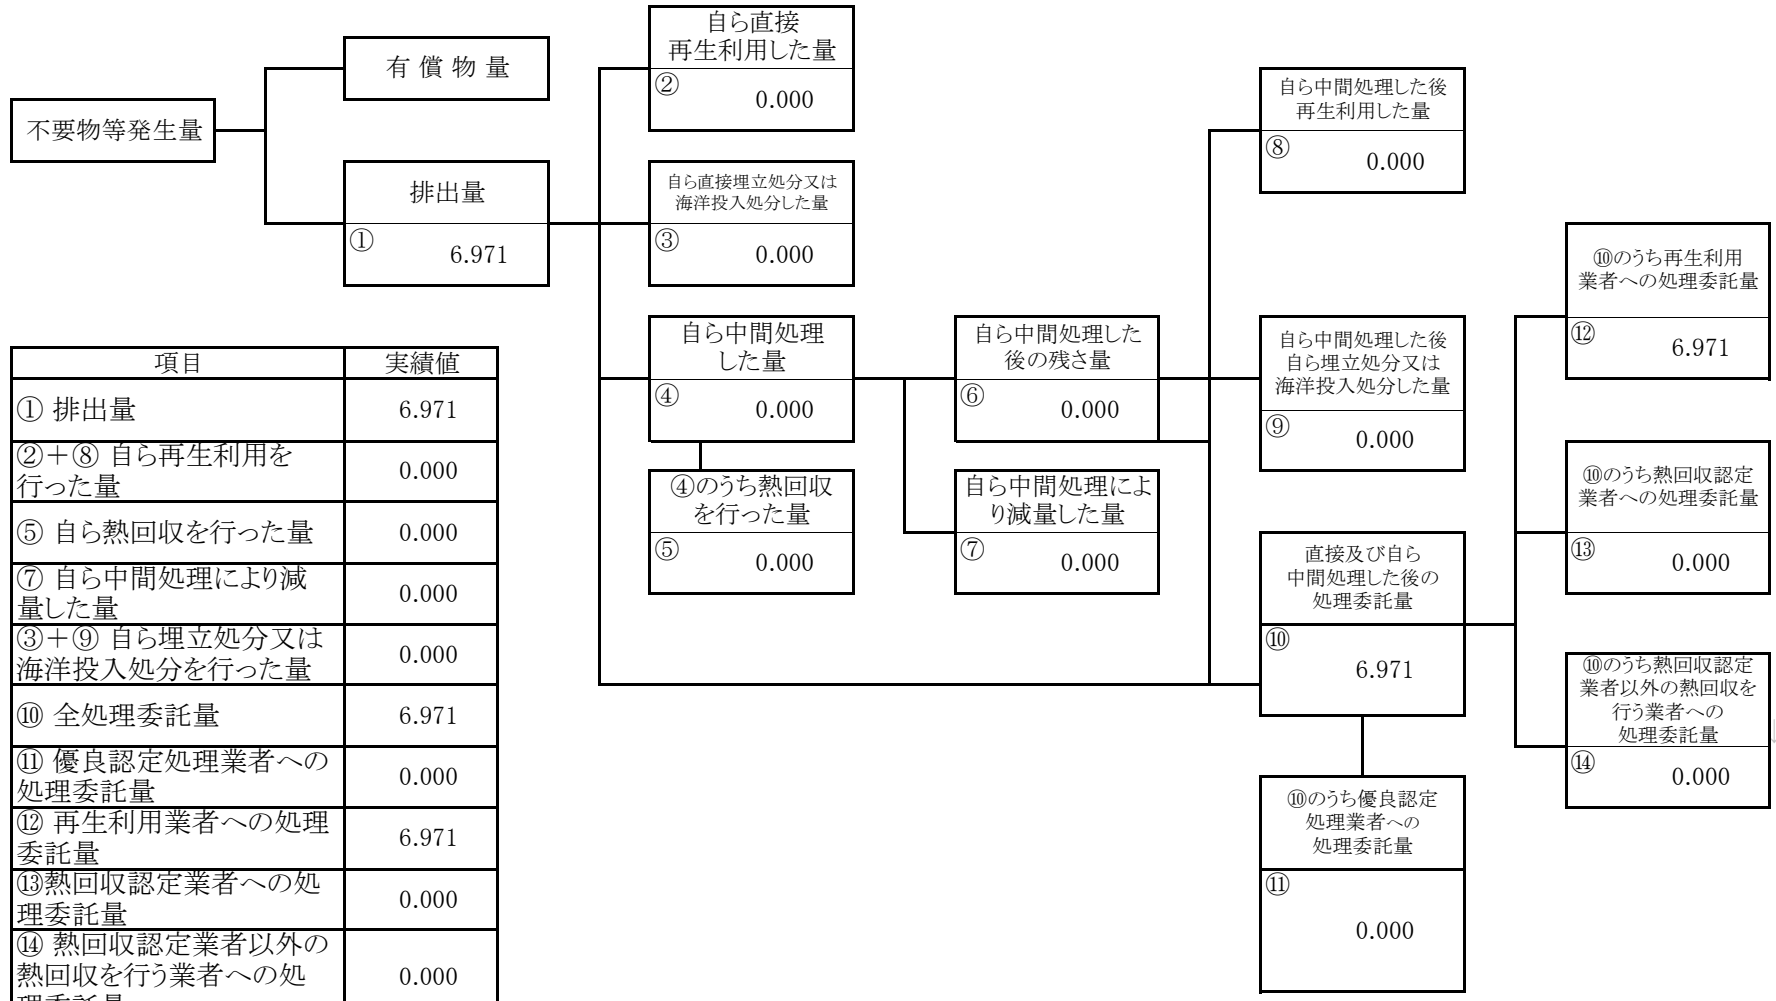 不要物等発生量
有 償 物 量
排出量
①
6.971
自ら直接
再生利用した量
②
0.000
自ら直接埋立処分又は
海洋投入処分した量
③
0.000
自ら中間処理
した量
④
0.000
④のうち熱回収
を行った量
⑤
0.000
自ら中間処理した
後の残さ量
⑥
0.000
自ら中間処理によ
り減量した量
⑦
0.000
自ら中間処理した後
再生利用した量
⑧
0.000
自ら中間処理した後
自ら埋立処分又は
海洋投入処分した量
⑨
0.000
直接及び自ら
中間処理した後の
処理委託量
⑩
6.971
⑩のうち優良認定
処理業者への
処理委託量
⑪
0.000
⑩のうち再生利用
業者への処理委託量
⑫
6.971
⑩のうち熱回収認定
業者への処理委託量
⑬
0.000
⑩のうち熱回収認定
業者以外の熱回収を
行う業者への
処理委託量
⑭
0.000
項目 実績値
① 排出量 6.971
②＋⑧ 自ら再生利用を
行った量 0.000
⑤ 自ら熱回収を行った量 0.000
⑦ 自ら中間処理により減
量した量 0.000
③＋⑨ 自ら埋立処分又は
海洋投入処分を行った量 0.000
⑩ 全処理委託量 6.971
⑪ 優良認定処理業者への
処理委託量 0.000
⑫ 再生利用業者への処理
委託量 6.971
⑬熱回収認定業者への処
理委託量 0.000
⑭ 熱回収認定業者以外の
熱回収を行う業者への処 0.000
理委託量